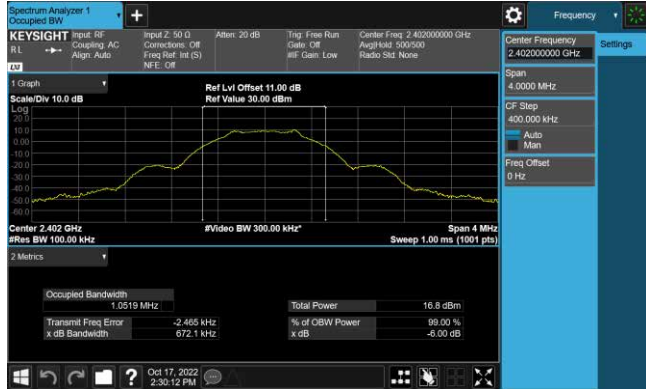 Spectrum Analyzer 1
Occupied BW
Frequency
KEYSIGHT
Input: RF
Input Z: 50 Ω
Atten: 20 dB
Trig: Free Run
Center Freq: 2.402000000 GHz
RL
Coupling: AC
Corrections: Off
Gate: Off
Avg|Hold: 500/500
Align: Auto
Freq Ref: Int (S)
#IF Gain: Low
Radio Std: None
NFE: Off
LXI
Center Frequency
2.402000000 GHz
Settings
Span
4.0000 MHz
CF Step
400.000 kHz
Auto
Man
Freq Offset
0 Hz
1 Graph
Ref Lvl Offset 11.00 dB
Scale/Div 10.0 dB
Ref Value 30.00 dBm
Log
20.0
10.0
0.00
-10.0
-20.0
-30.0
-40.0
-50.0
-60.0
Center 2.402 GHz
#Video BW 300.00 kHz*
Span 4 MHz
#Res BW 100.00 kHz
Sweep 1.00 ms (1001 pts)
2 Metrics
Occupied Bandwidth
1.0519 MHz
Total Power
16.8 dBm
Transmit Freq Error
-2.465 kHz
% of OBW Power
99.00 %
x dB Bandwidth
672.1 kHz
x dB
-6.00 dB
?
Oct 17, 2022
2:30:12 PM